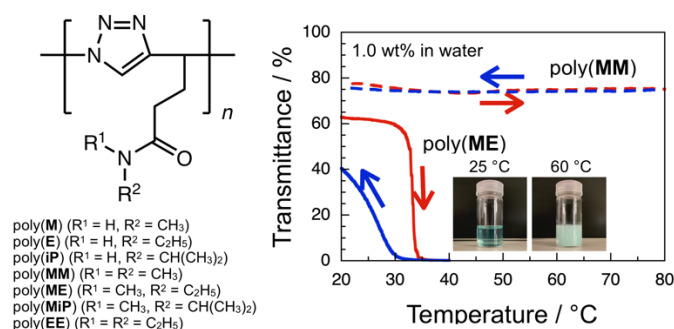 N=N
N
n
R¹
N
O
R²
poly(M) (R¹ = H, R² = CH₃)
poly(E) (R¹ = H, R² = C₂H₅)
poly(iP) (R¹ = H, R² = CH(CH₃)₂)
poly(MM) (R¹ = R² = CH₃)
poly(ME) (R¹ = CH₃, R² = C₂H₅)
poly(MiP) (R¹ = CH₃, R² = CH(CH₃)₂)
poly(EE) (R¹ = R² = C₂H₅)
Transmittance / %
100
80
60
40
20
0
1.0 wt% in water
poly(MM)
poly(ME)
25 °C
60 °C
20 30 40 50 60 70 80
Temperature / °C